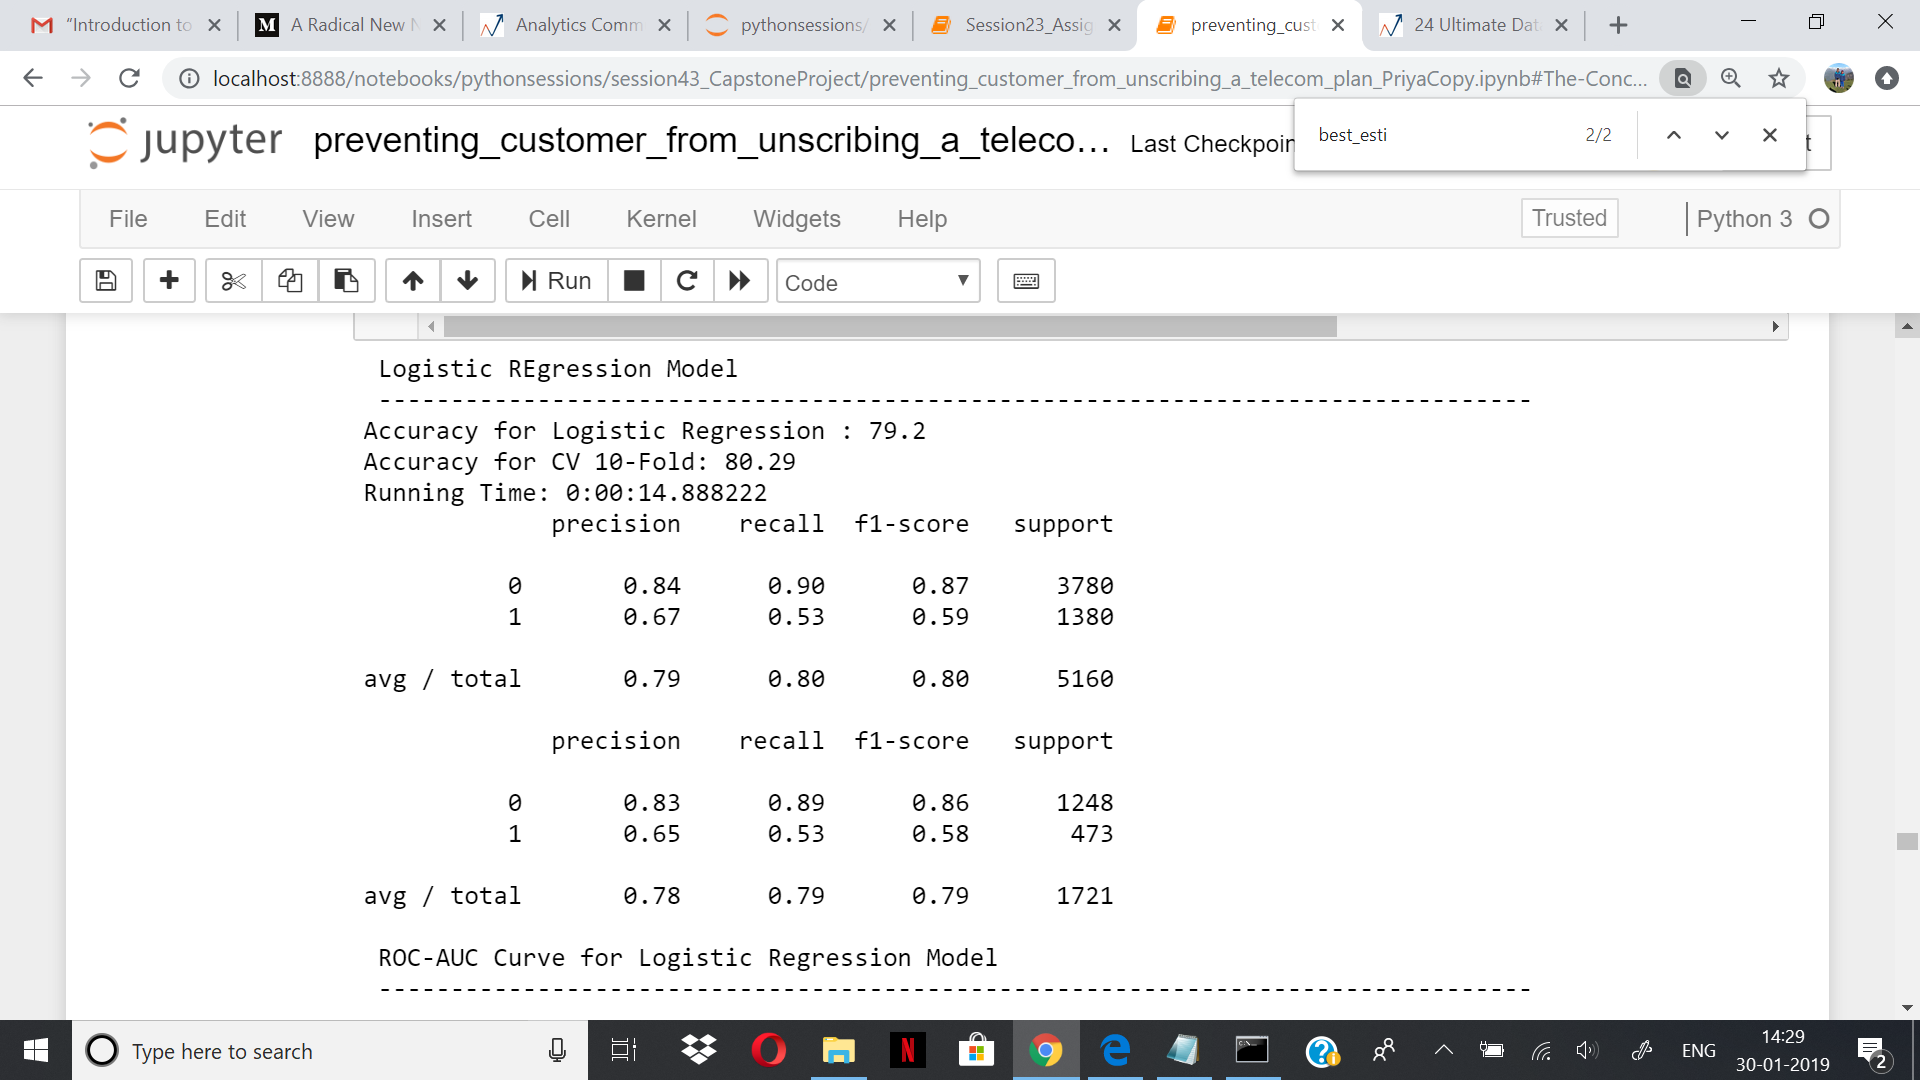 "Introduction to
A Radical New N
Analytics Comm
pythonsessions/
Session23_Assig
preventing_cust
24 Ultimate Dat
localhost:8888/notebooks/pythonsessions/session43_CapstoneProject/preventing_customer_from_unscribing_a_telecom_plan_PriyaCopy.ipynb#The-Conc...
best_esti 2/2
jupyter preventing_customer_from_unscribing_a_teleco... Last Checkpoin
File Edit View Insert Cell Kernel Widgets Help Trusted Python 3
Run Code
Logistic REgression Model
--------------------------------------------------------------------------------
Accuracy for Logistic Regression : 79.2
Accuracy for CV 10-Fold: 80.29
Running Time: 0:00:14.888222
precision recall f1-score support
0 0.84 0.90 0.87 3780
1 0.67 0.53 0.59 1380
avg / total 0.79 0.80 0.80 5160
precision recall f1-score support
0 0.83 0.89 0.86 1248
1 0.65 0.53 0.58 473
avg / total 0.78 0.79 0.79 1721
ROC-AUC Curve for Logistic Regression Model
--------------------------------------------------------------------------------
Type here to search
ENG
14:29
30-01-2019
2